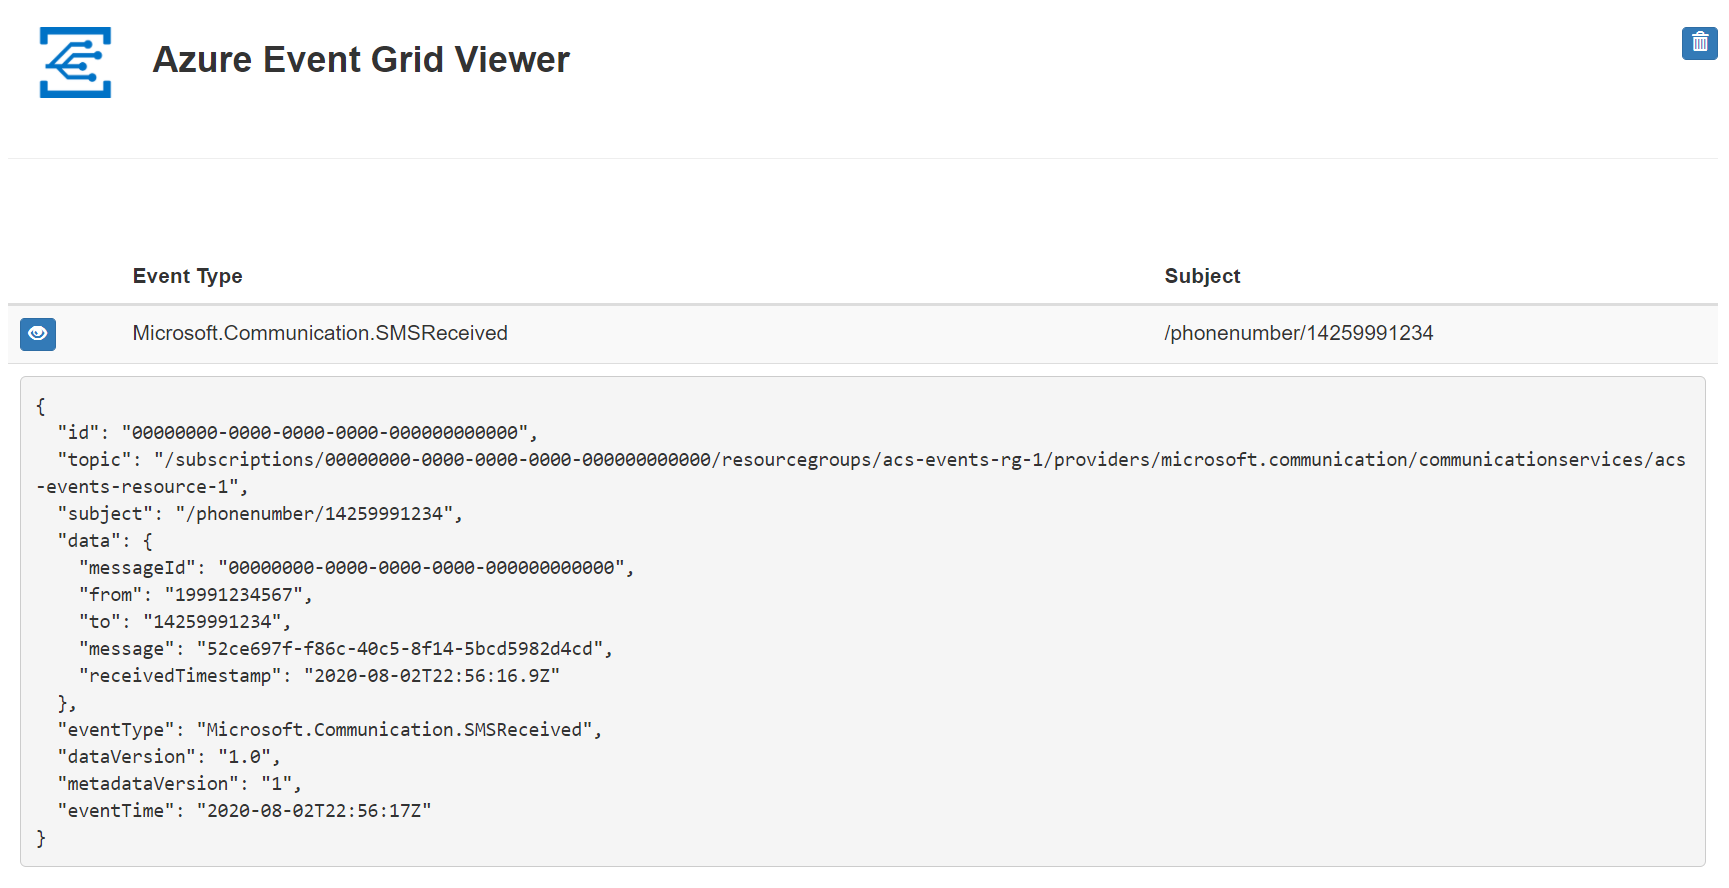 Azure Event Grid Viewer
Event Type Subject
Microsoft.Communication.SMSReceived /phonenumber/14259991234
{
  "id": "00000000-0000-0000-0000-000000000000",
  "topic": "/subscriptions/00000000-0000-0000-0000-000000000000/resourcegroups/acs-events-rg-1/providers/microsoft.communication/communicationservices/acs
-events-resource-1",
  "subject": "/phonenumber/14259991234",
  "data": {
    "messageId": "00000000-0000-0000-0000-000000000000",
    "from": "19991234567",
    "to": "14259991234",
    "message": "52ce697f-f86c-40c5-8f14-5bcd5982d4cd",
    "receivedTimestamp": "2020-08-02T22:56:16.9Z"
  },
  "eventType": "Microsoft.Communication.SMSReceived",
  "dataVersion": "1.0",
  "metadataVersion": "1",
  "eventTime": "2020-08-02T22:56:17Z"
}